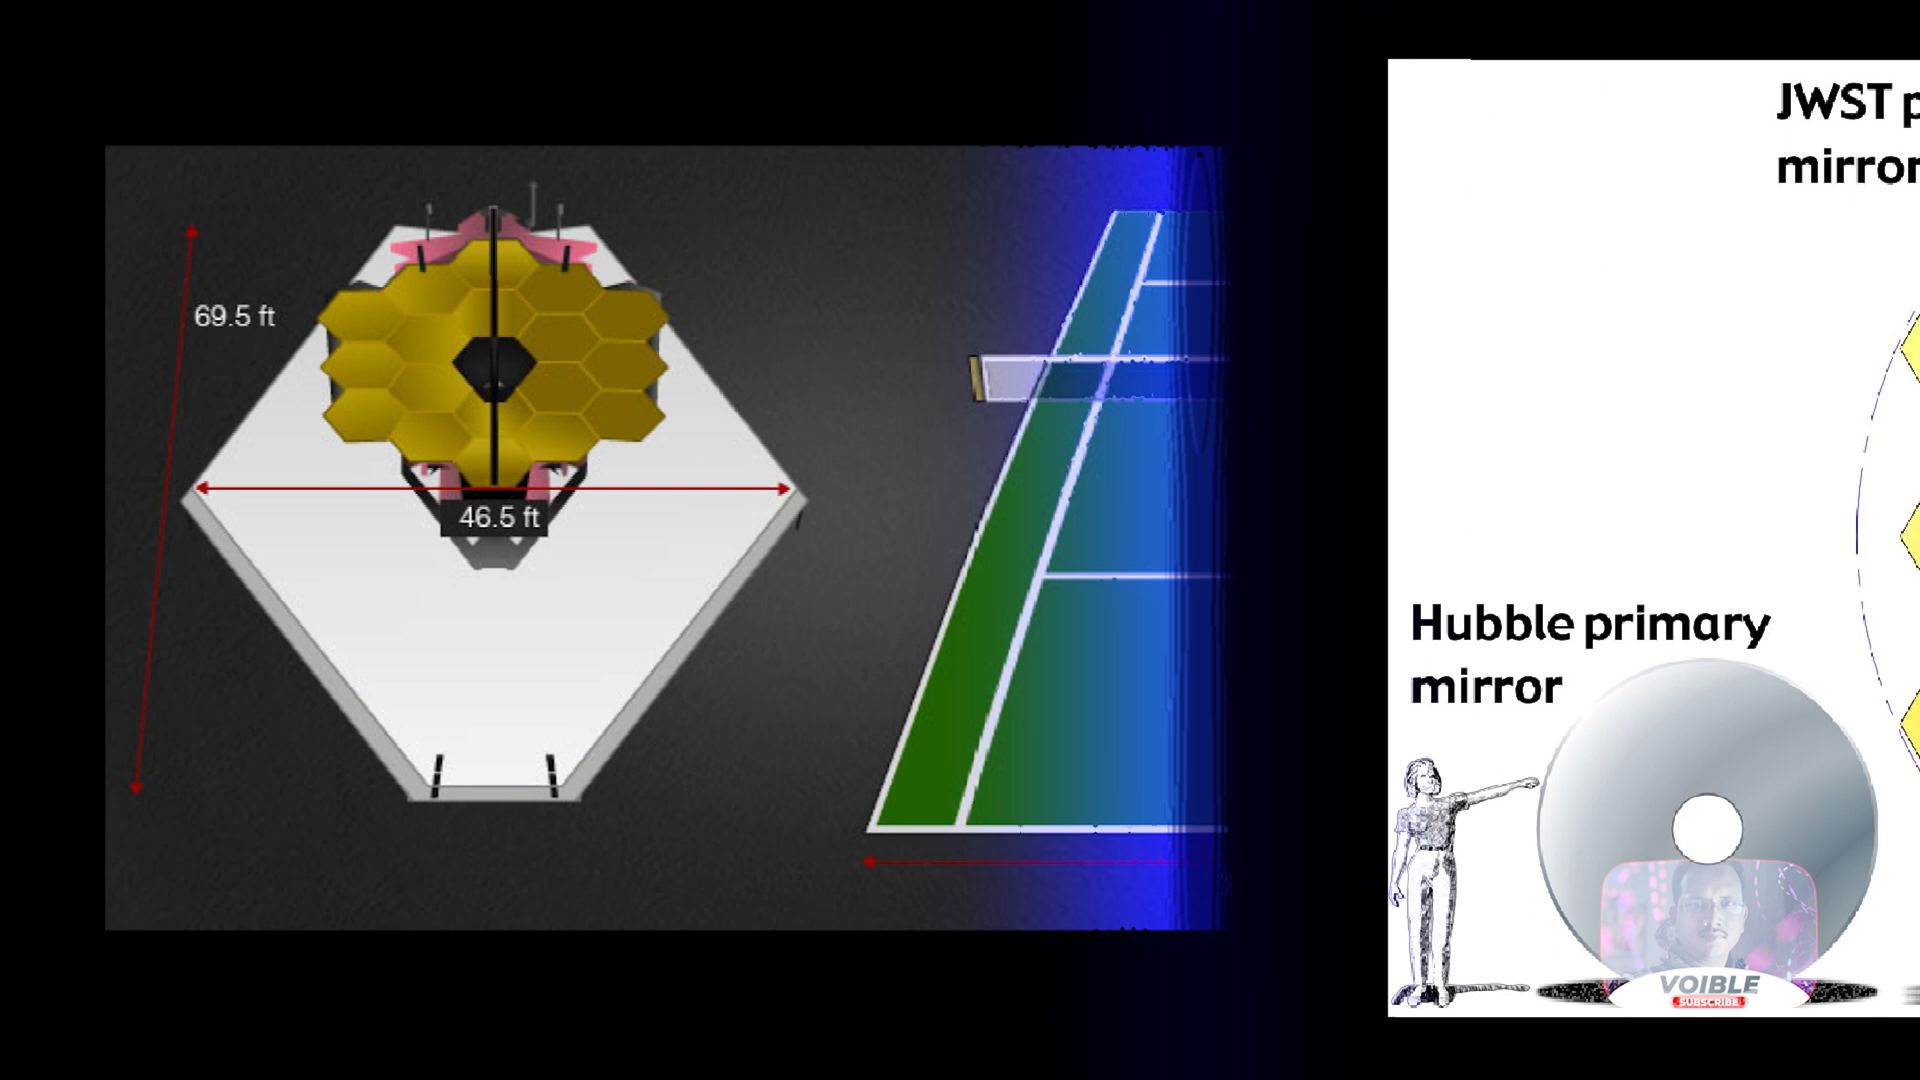 69.5 ft
46.5 ft
JWST p
mirror
Hubble primary
mirror
VOIBLE
SUBSCRIBE